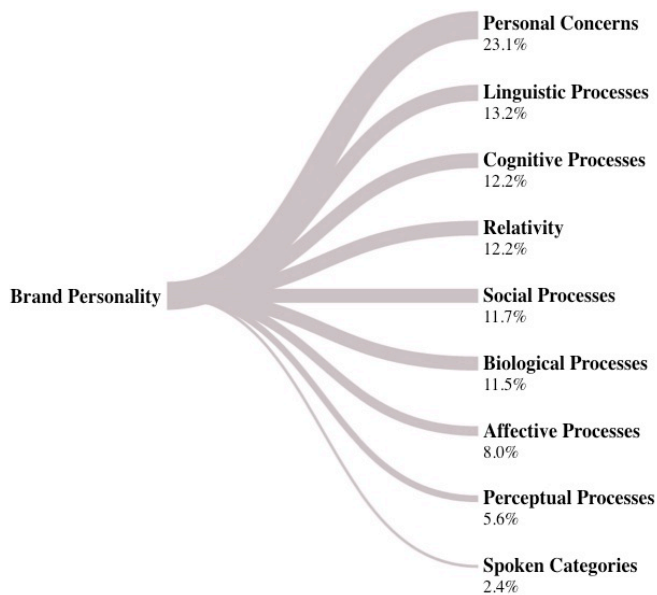 Personal Concerns
23.1%
Linguistic Processes
13.2%
Cognitive Processes
12.2%
Relativity
12.2%
Brand Personality
Social Processes
11.7%
Biological Processes
11.5%
Affective Processes
8.0%
Perceptual Processes
5.6%
Spoken Categories
2.4%